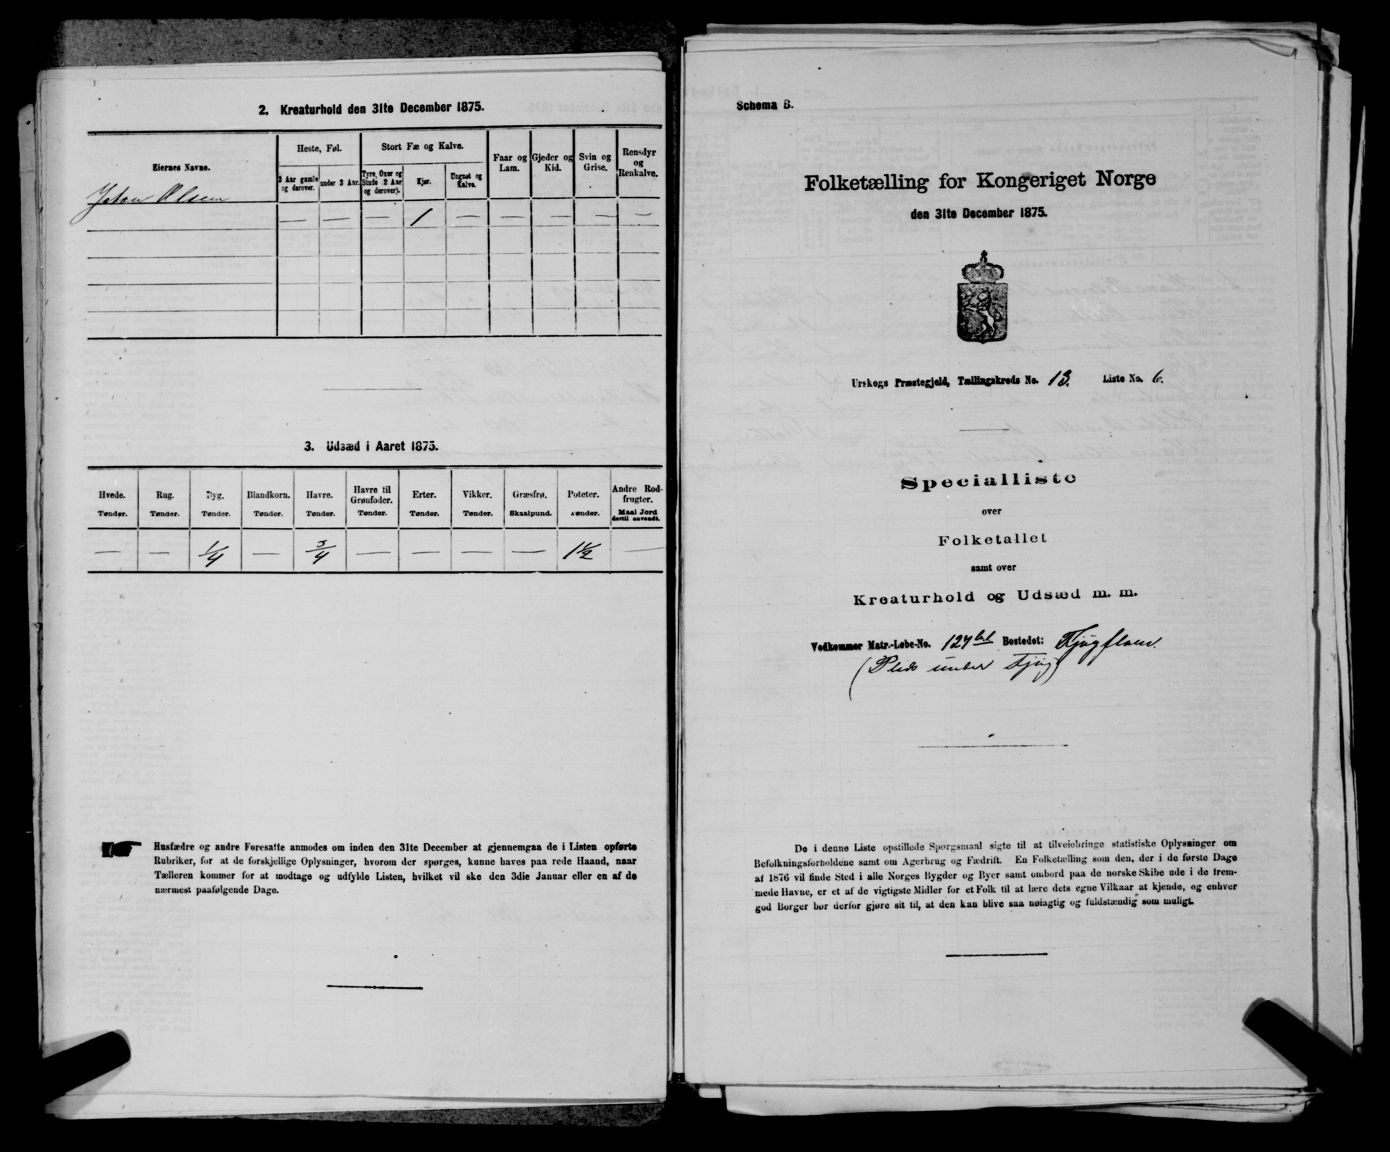 2. Kreaturhold den 31te December 1875.
Eiernes Navne.
Heste, Føl.
Stort Fæ og Kalve.
Faar og Lam.
Gjeder og Kid.
Svin og Grise.
Rensdyr og Renkalve.
3 Aar gamle og derover.
under 3 Aar.
Tyre, Oxer og Stude 2 Aar og derover).
Kjør.
Ungnøt og Kalve.
Johan Olsen
— — — 1 — — — — —
3. Udsæd i Aaret 1875.
Hvede. Rug. Byg. Blandkorn. Havre. Havre til Grønfoder. Erter. Vikker. Græsfrø. Poteter. Andre Rodfrugter.
Tønder. Tønder. Tønder. Tønder. Tønder. Tønder. Tønder. Tønder. Skaalpund. Tønder. Maal Jord dertil anvendt.
— — 1/4 — 3/4 — — — — 1 1/2 —
Husfædre og andre Foresatte anmodes om inden den 31te December at gjennemgaa de i Listen opførte
Rubriker, for at de forskjellige Oplysninger, hvorom der spørges, kunne haves paa rede Haand, naar
Tælleren kommer for at modtage og udfylde Listen, hvilket vil ske den 3die Januar eller en af de
nærmest paafølgende Dage.
Schema B.
Folketælling for Kongeriget Norge
den 31te December 1875.
Urskogs Præstegjeld, Tællingskreds No. 13. Liste No. 6.
Specialliste
over
Folketallet
samt over
Kreaturhold og Udsæd m. m.
Vedkommer Matr.-Løbe-No. 124 Bostedet:
under
De i denne Liste opstillede Spørgsmaal sigte til at tilveiebringe statistiske Oplysninger om
Befolkningsforholdene samt om Agerbrug og Fædrift. En Folketælling som den, der i de første Dage
af 1876 vil finde Sted i alle Norges Bygder og Byer samt ombord paa de norske Skibe ude i de frem-
mede Havne, er et af de vigtigste Midler for et Folk til at lære dets egne Vilkaar at kjende, og enhver
god Borger bør derfor gjøre sit til, at den kan blive saa nøiagtig og fuldstændig som muligt.